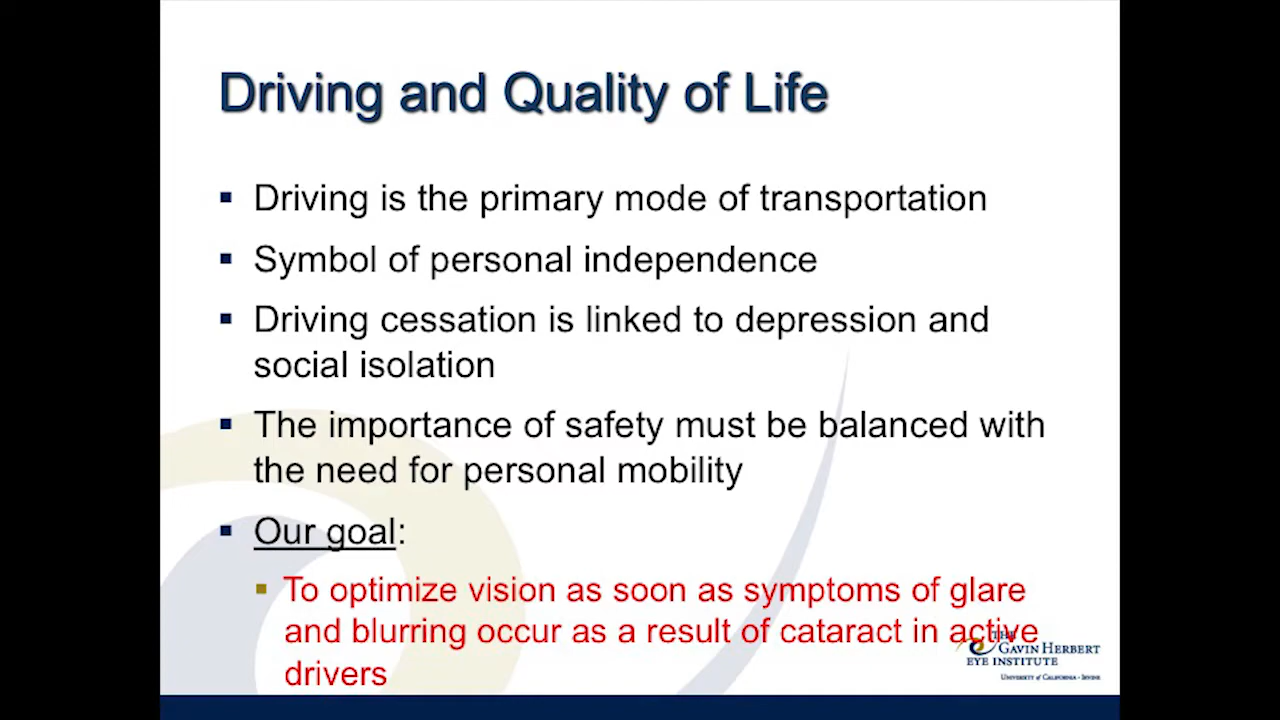 Driving and Quality of Life
Driving is the primary mode of transportation
Symbol of personal independence
Driving cessation is linked to depression and
social isolation
The importance of safety must be balanced with
the need for personal mobility
Our goal:
To optimize vision as soon as symptoms of glare
and blurring occur as a result of cataract in active
drivers
THE
GAVIN HERBERT
EYE INSTITUTE
UNIVERSITY of CALIFORNIA · IRVINE